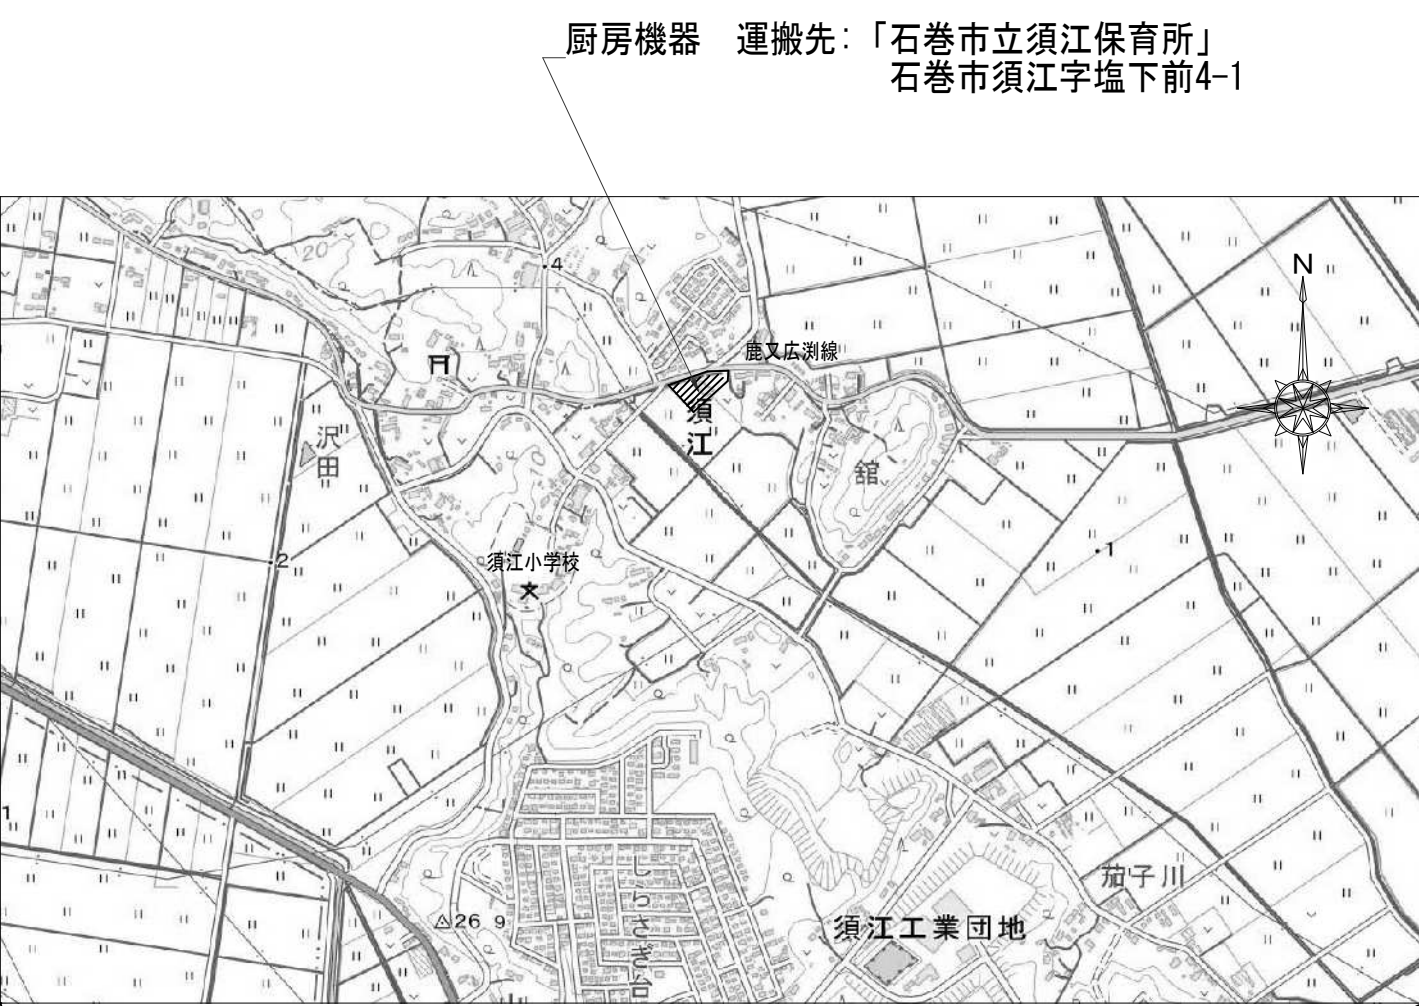 厨房機器　運搬先：「石巻市立須江保育所」
石巻市須江字塩下前4-1
N
20
4
鹿又広渕線
須江
沢田
舘
10
須江小学校
2
1
1
茄子川
しらさぎ台
26 9
須江工業団地